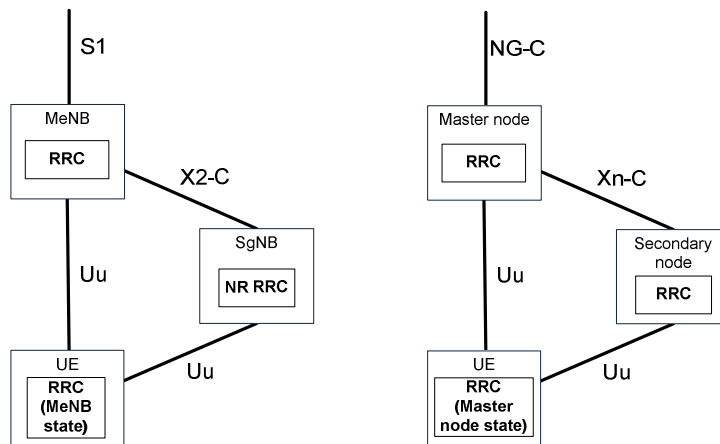 S1
MeNB
RRC
X2-C
SgNB
NR RRC
Uu
Uu
UE
RRC
(MeNB
state)
NG-C
Master node
RRC
Xn-C
Secondary
node
RRC
Uu
Uu
UE
RRC
(Master
node state)